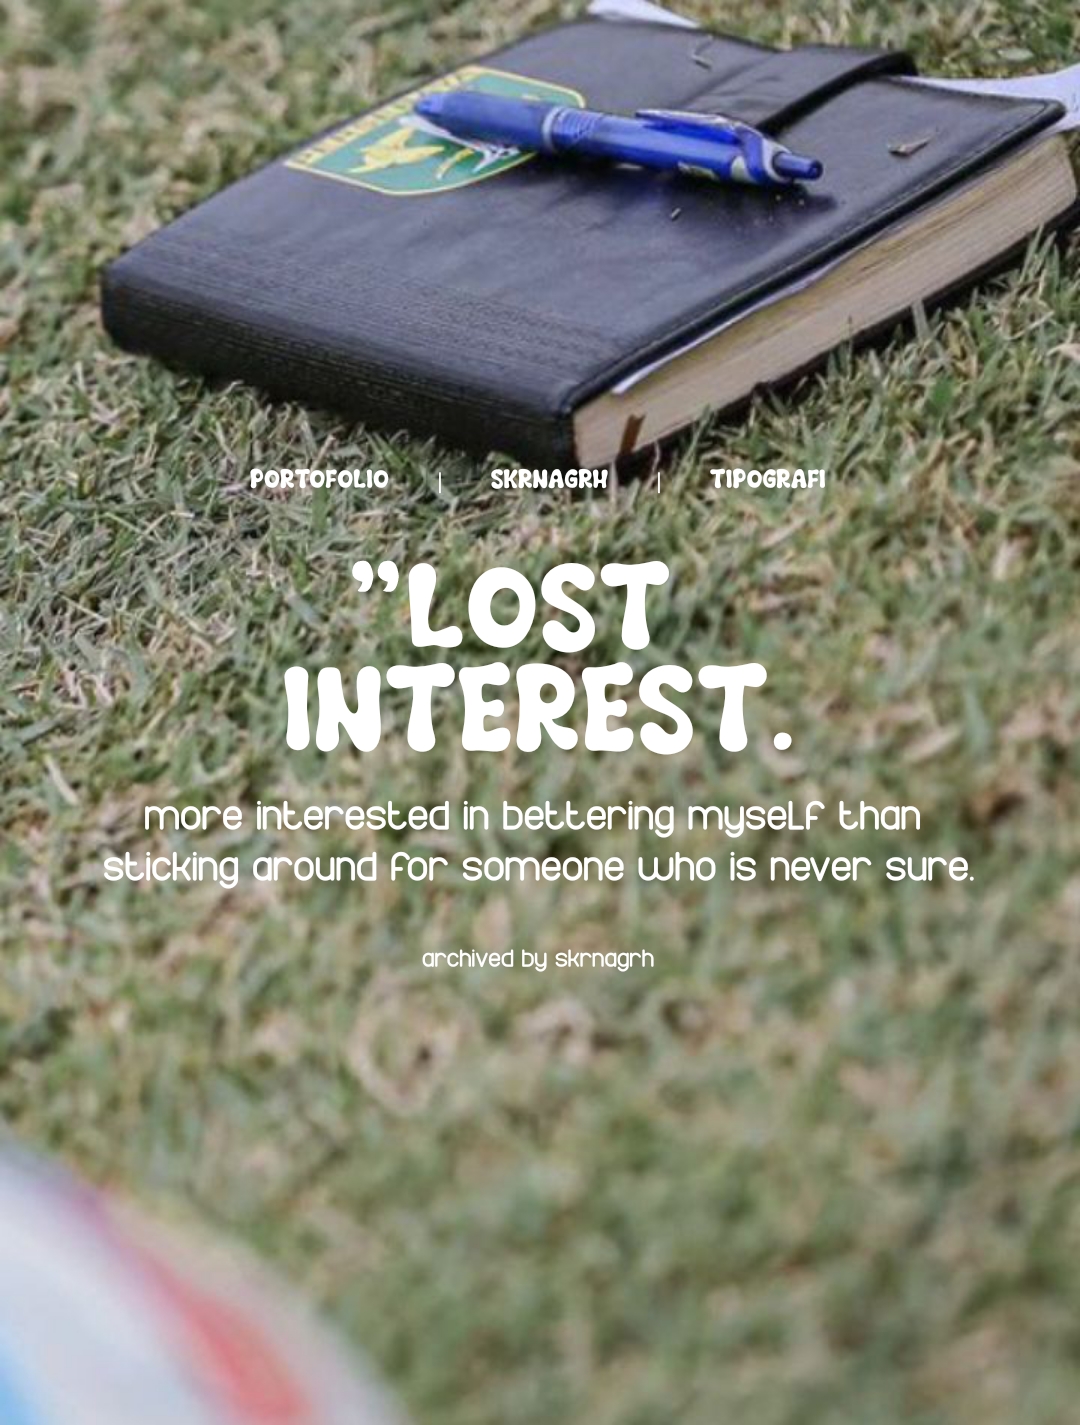 PORTOFOLIO | SKRNAGRH | TIPOGRAFI
”LOST
INTEREST.
more interested in bettering myself than
sticking around for someone who is never sure.
archived by skrnagrh